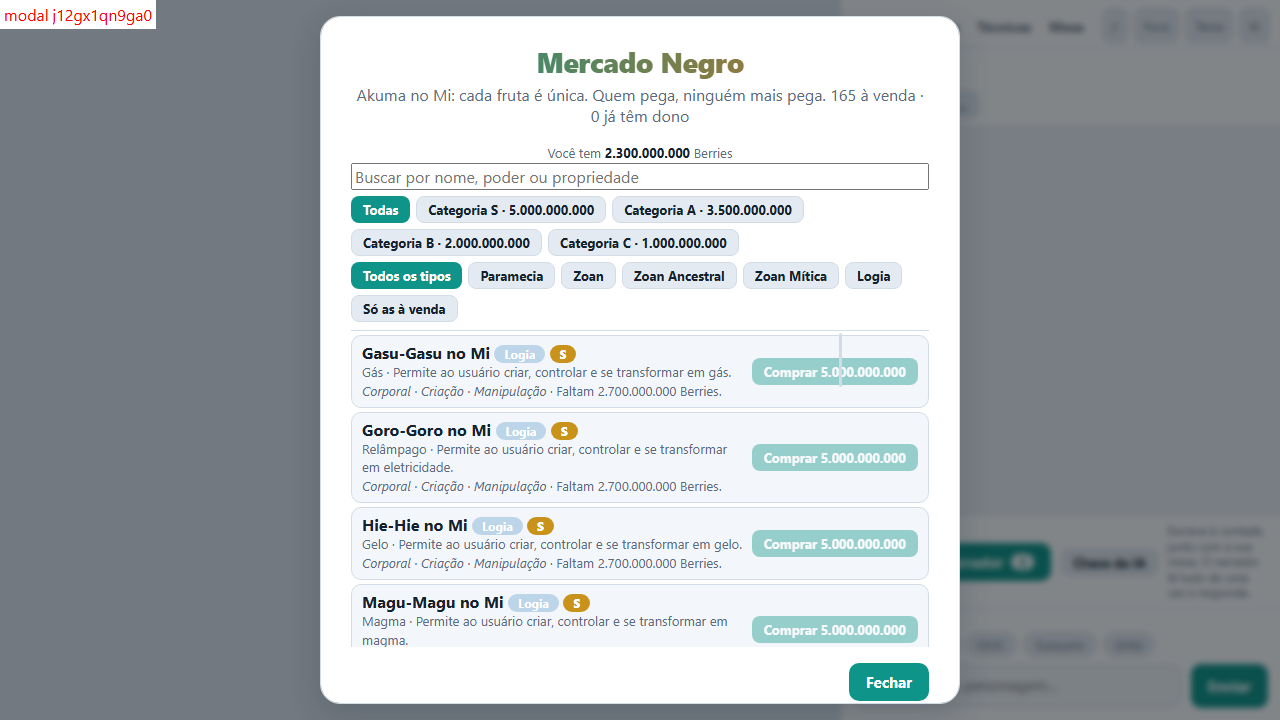 modal j12gx1qn9ga0
Mercado Negro
Akuma no Mi: cada fruta é única. Quem pega, ninguém mais pega. 165 à venda ·
0 já têm dono
Você tem 2.300.000.000 Berries
Buscar por nome, poder ou propriedade
Todas Categoria S · 5.000.000.000 Categoria A · 3.500.000.000
Categoria B · 2.000.000.000 Categoria C · 1.000.000.000
Todos os tipos Paramecia Zoan Zoan Ancestral Zoan Mítica Logia
Só as à venda
Gasu-Gasu no Mi Logia S
Gás · Permite ao usuário criar, controlar e se transformar em gás.
Comprar 5.000.000.000
Corporal · Criação · Manipulação · Faltam 2.700.000.000 Berries.
Goro-Goro no Mi Logia S
Relâmpago · Permite ao usuário criar, controlar e se transformar
em eletricidade.
Comprar 5.000.000.000
Corporal · Criação · Manipulação · Faltam 2.700.000.000 Berries.
Hie-Hie no Mi Logia S
Gelo · Permite ao usuário criar, controlar e se transformar em gelo.
Comprar 5.000.000.000
Corporal · Criação · Manipulação · Faltam 2.700.000.000 Berries.
Magu-Magu no Mi Logia S
Magma · Permite ao usuário criar, controlar e se transformar em
magma.
Comprar 5.000.000.000
Fechar